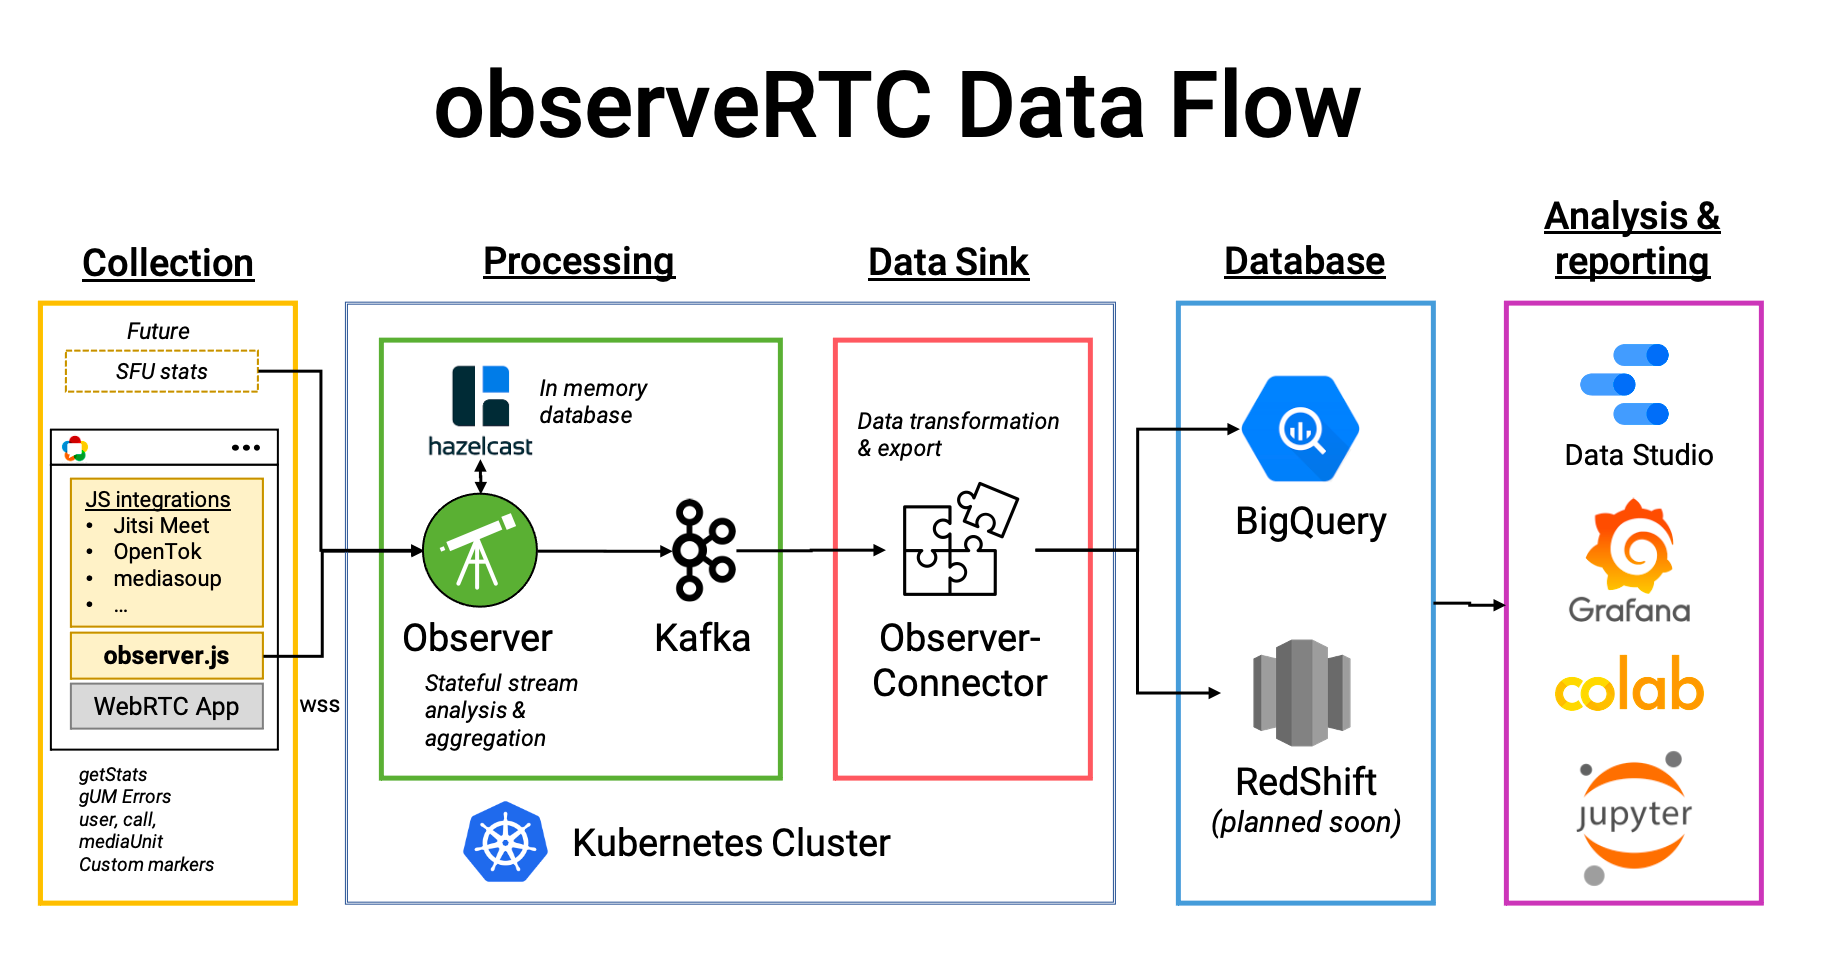 observeRTC Data Flow
Collection
Future
SFU stats
JS integrations
• Jitsi Meet
• OpenTok
• mediasoup
• ...
observer.js
WebRTC App
getStats
gUM Errors
user, call,
mediaUnit
Custom markers
wss
Processing
hazelcast
In memory
database
Observer
Stateful stream
analysis &
aggregation
Kafka
Data Sink
Data transformation
& export
Observer-
Connector
Kubernetes Cluster
Database
BigQuery
RedShift
(planned soon)
Analysis &
reporting
Data Studio
Grafana
colab
jupyter